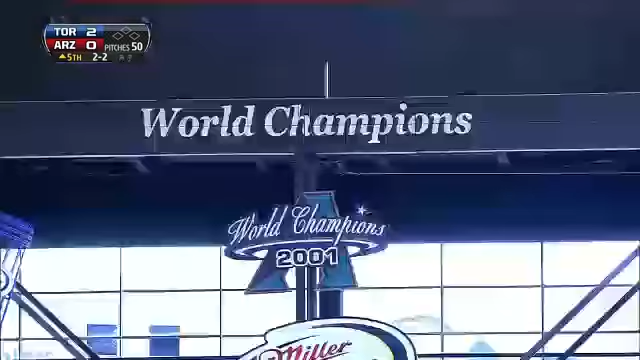 TOR 2
ARZ 0 PITCHES 50
▲5TH 2-2
World Champions
World Champions
2001
Miller